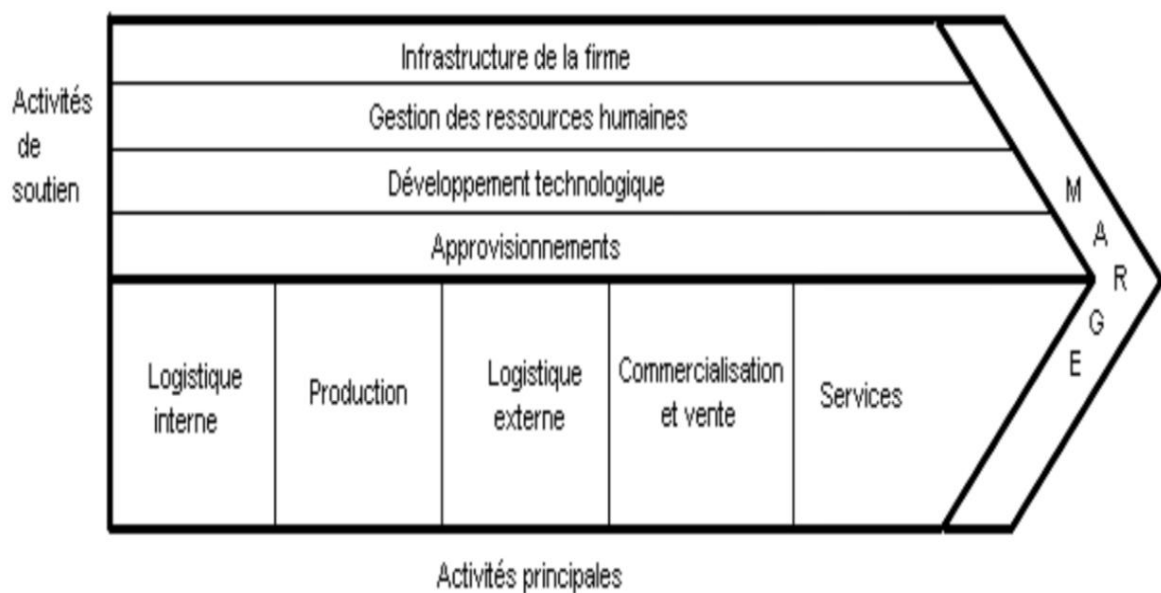 Infrastructure de la firme
Activités
de
soutien
Gestion des ressources humaines
Développement technologique
Approvisionnements
M
A
R
G
E
Logistique
interne
Production
Logistique
externe
Commercialisation
et vente
Services
Activités principales